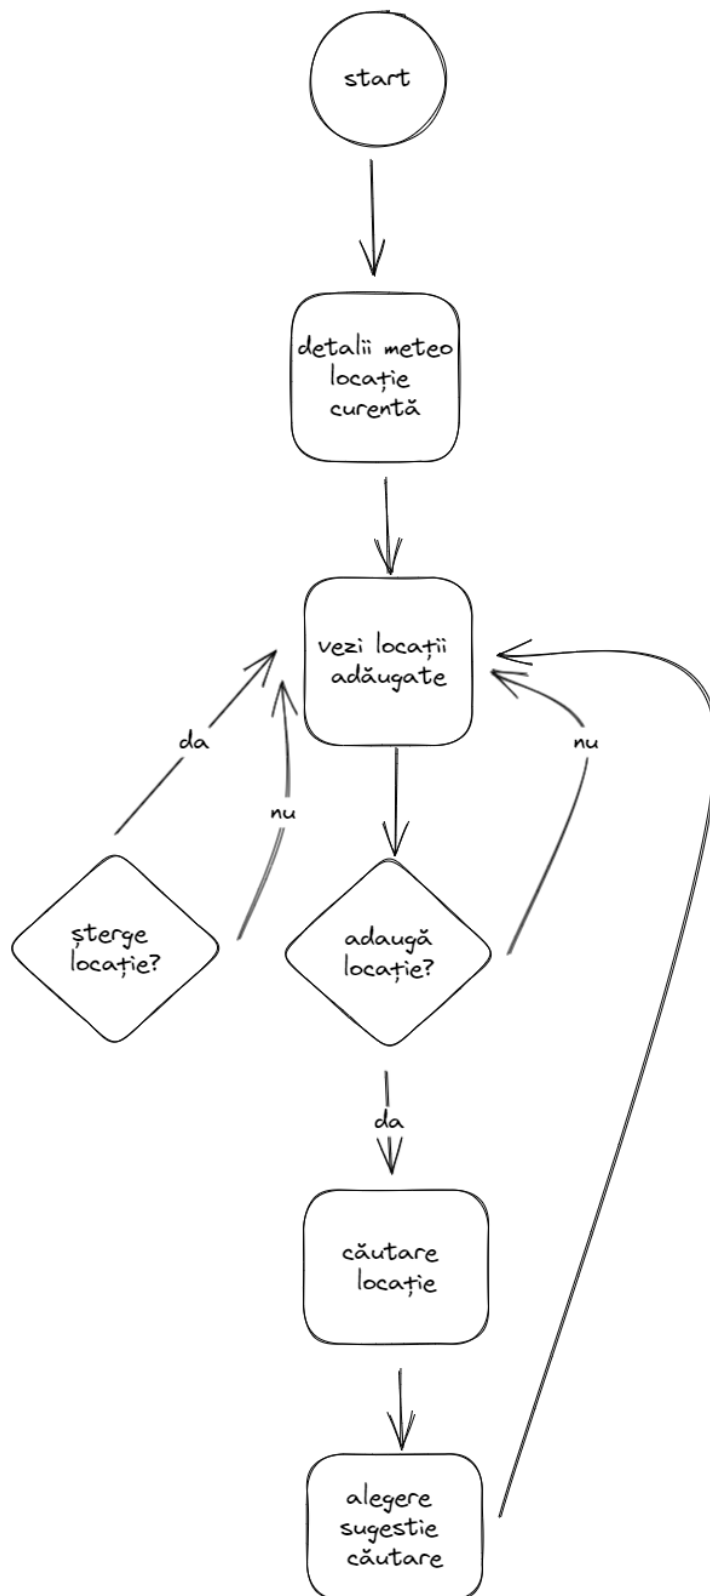 start
detalii meteo
locație
curentă
vezi locații
adăugate
da
nu
nu
șterge
locație?
adaugă
locație?
da
căutare
locație
alegere
sugestie
căutare